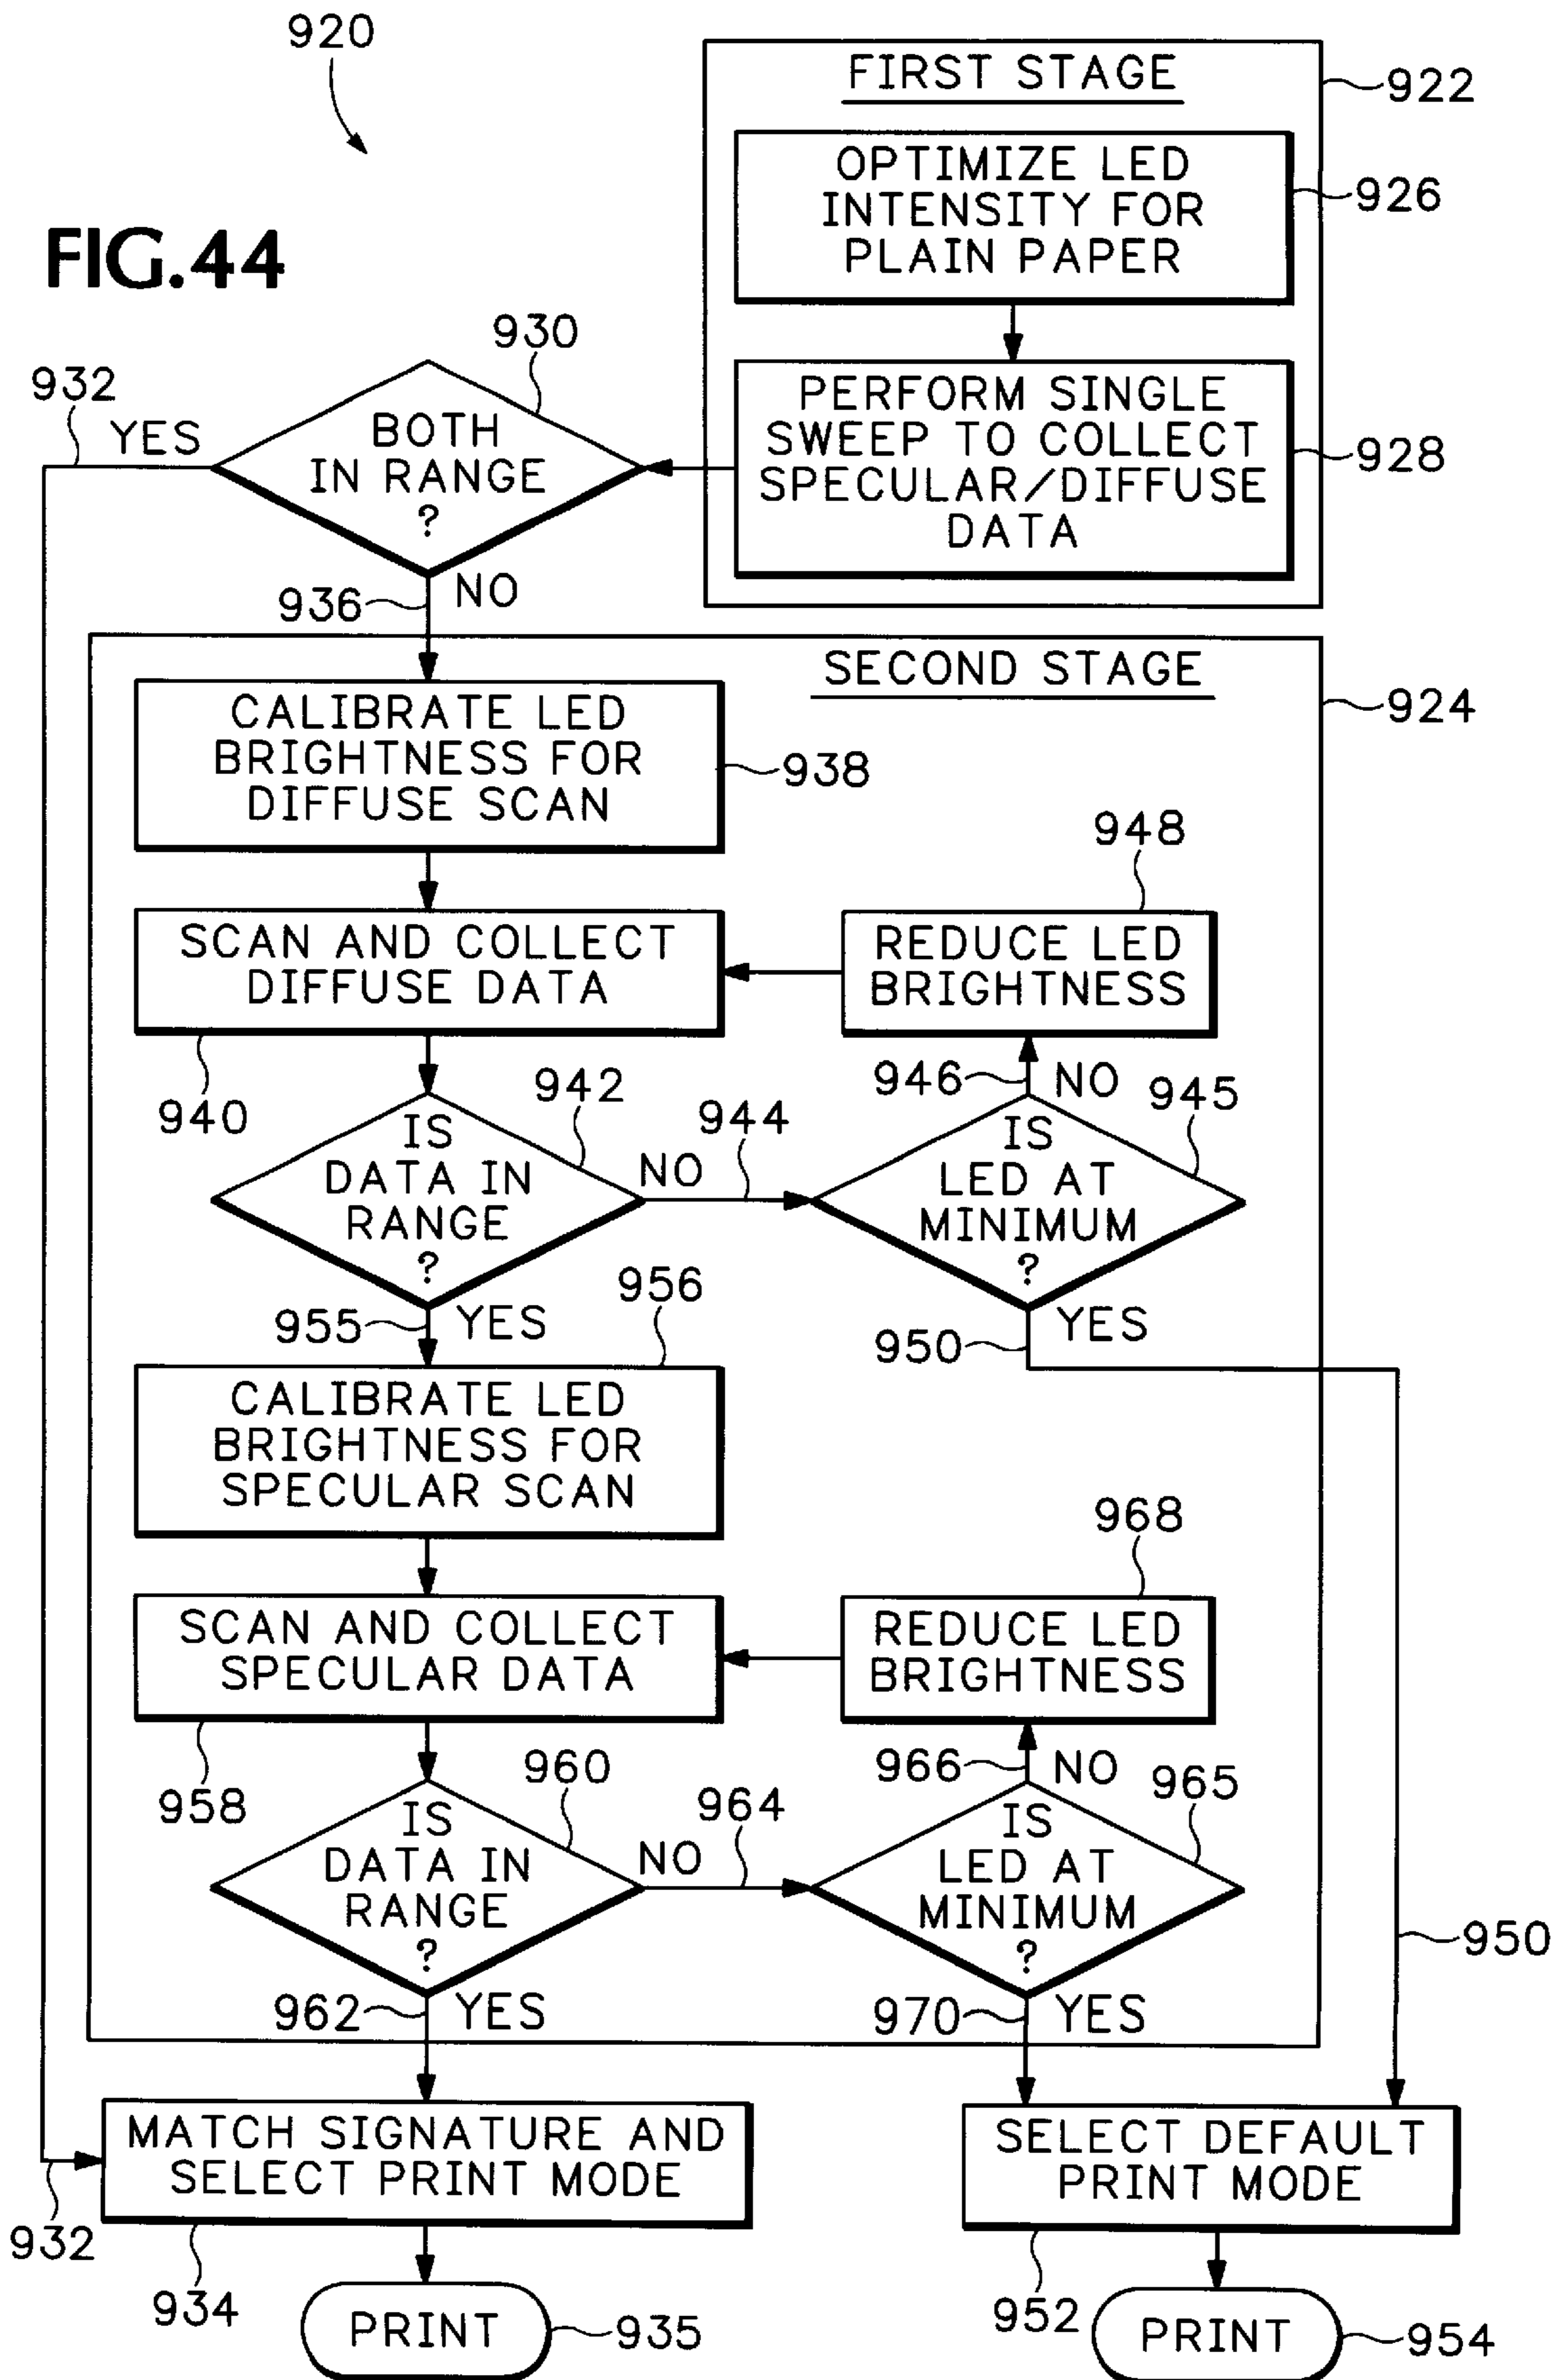 920
FIRST STAGE
922
OPTIMIZE LED
INTENSITY FOR
PLAIN PAPER
926
FIG.44
930
932
YES
BOTH
IN RANGE
?
PERFORM SINGLE
SWEEP TO COLLECT
SPECULAR/DIFFUSE
DATA
928
936
NO
SECOND STAGE
924
CALIBRATE LED
BRIGHTNESS FOR
DIFFUSE SCAN
938
948
SCAN AND COLLECT
DIFFUSE DATA
REDUCE LED
BRIGHTNESS
940
942
944
946
NO
945
IS
DATA IN
RANGE
?
NO
IS
LED AT
MINIMUM
?
955
YES
956
950
YES
CALIBRATE LED
BRIGHTNESS FOR
SPECULAR SCAN
968
SCAN AND COLLECT
SPECULAR DATA
REDUCE LED
BRIGHTNESS
958
960
964
966
NO
965
IS
DATA IN
RANGE
?
NO
IS
LED AT
MINIMUM
?
950
962
YES
970
YES
MATCH SIGNATURE AND
SELECT PRINT MODE
SELECT DEFAULT
PRINT MODE
932
934
952
PRINT
935
PRINT
954